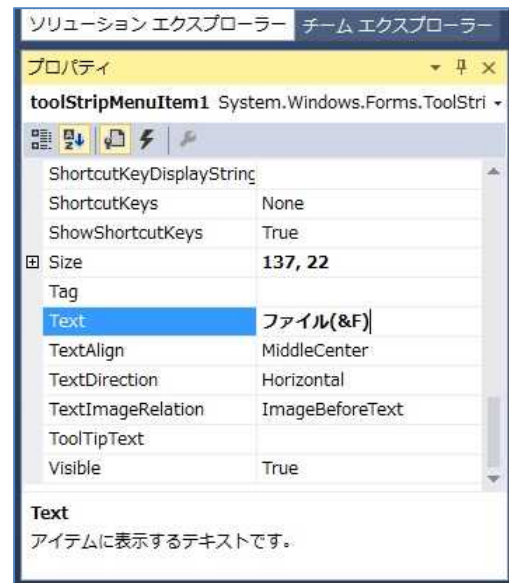 ソリューション エクスプローラー チーム エクスプローラー
プロパティ
toolStripMenuItem1 System.Windows.Forms.ToolStri
ShortcutKeyDisplayString
ShortcutKeys None
ShowShortcutKeys True
Size 137, 22
Tag
Text ファイル(&F)
TextAlign MiddleCenter
TextDirection Horizontal
TextImageRelation ImageBeforeText
ToolTipText
Visible True
Text
アイテムに表示するテキストです。